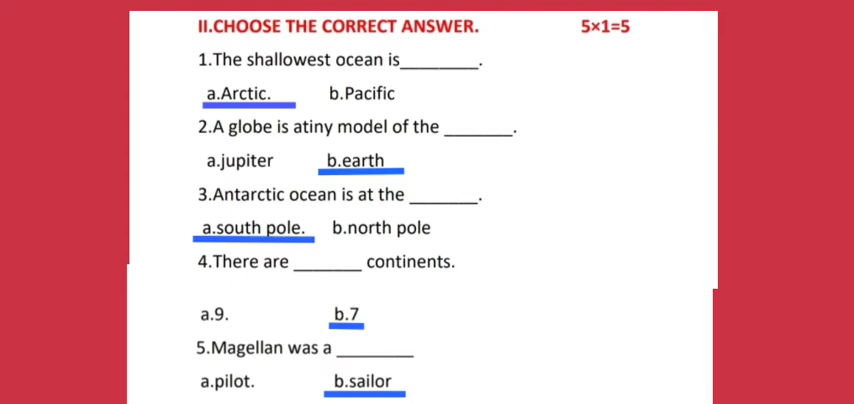 II.CHOOSE THE CORRECT ANSWER. 5×1=5
1.The shallowest ocean is________.
a.Arctic. b.Pacific
2.A globe is atiny model of the _______.
a.jupiter b.earth
3.Antarctic ocean is at the _______.
a.south pole. b.north pole
4.There are _______ continents.
a.9. b.7
5.Magellan was a ________
a.pilot. b.sailor